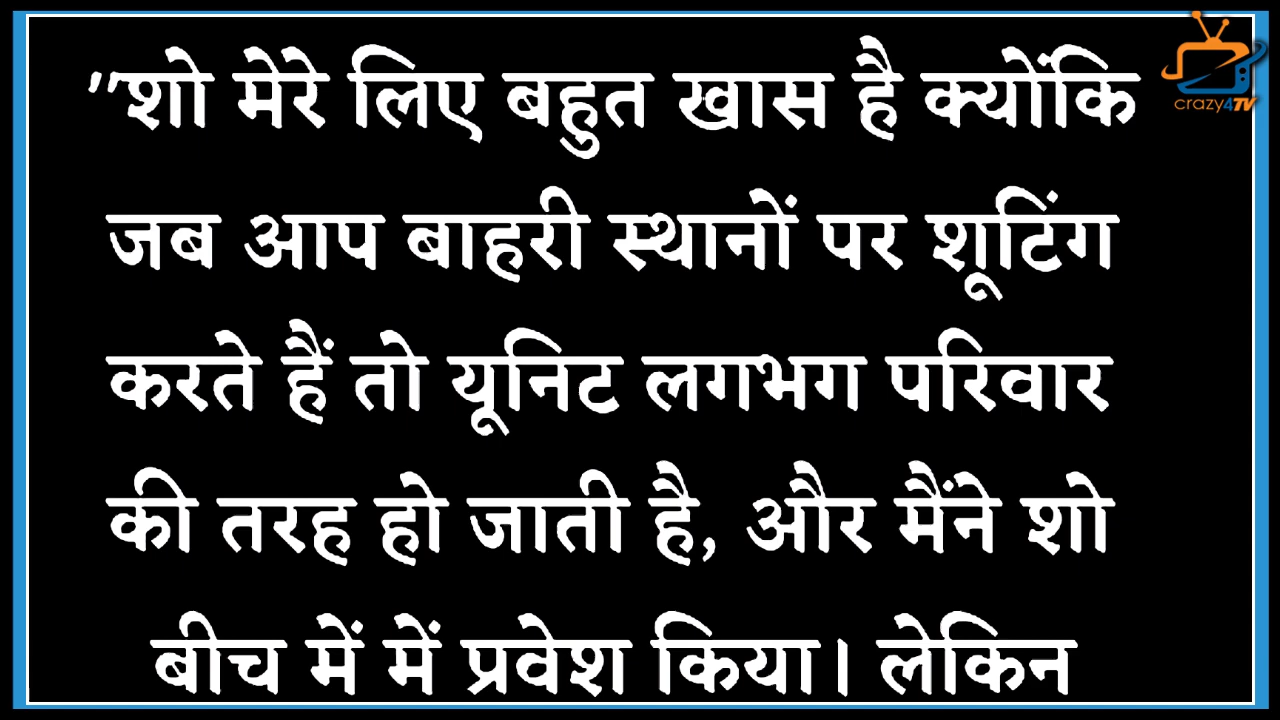 "शो मेरे लिए बहुत खास है क्योंकि
जब आप बाहरी स्थानों पर शूटिंग
करते हैं तो यूनिट लगभग परिवार
की तरह हो जाती है, और मैंने शो
बीच में में प्रवेश किया। लेकिन
crazy4TV